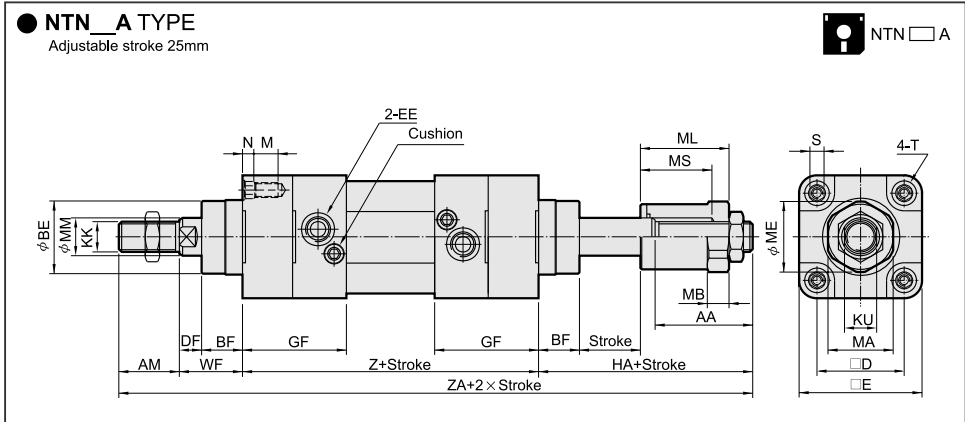 ● NTN__A TYPE
Adjustable stroke 25mm
NTN □ A
2-EE
Cushion
N M
ML
MS
S
4-T
φBE
φMM
KK
φME
MB
AA
KU
MA
□D
□E
DF BF GF GF BF Stroke
AM WF Z+Stroke HA+Stroke
ZA+2×Stroke